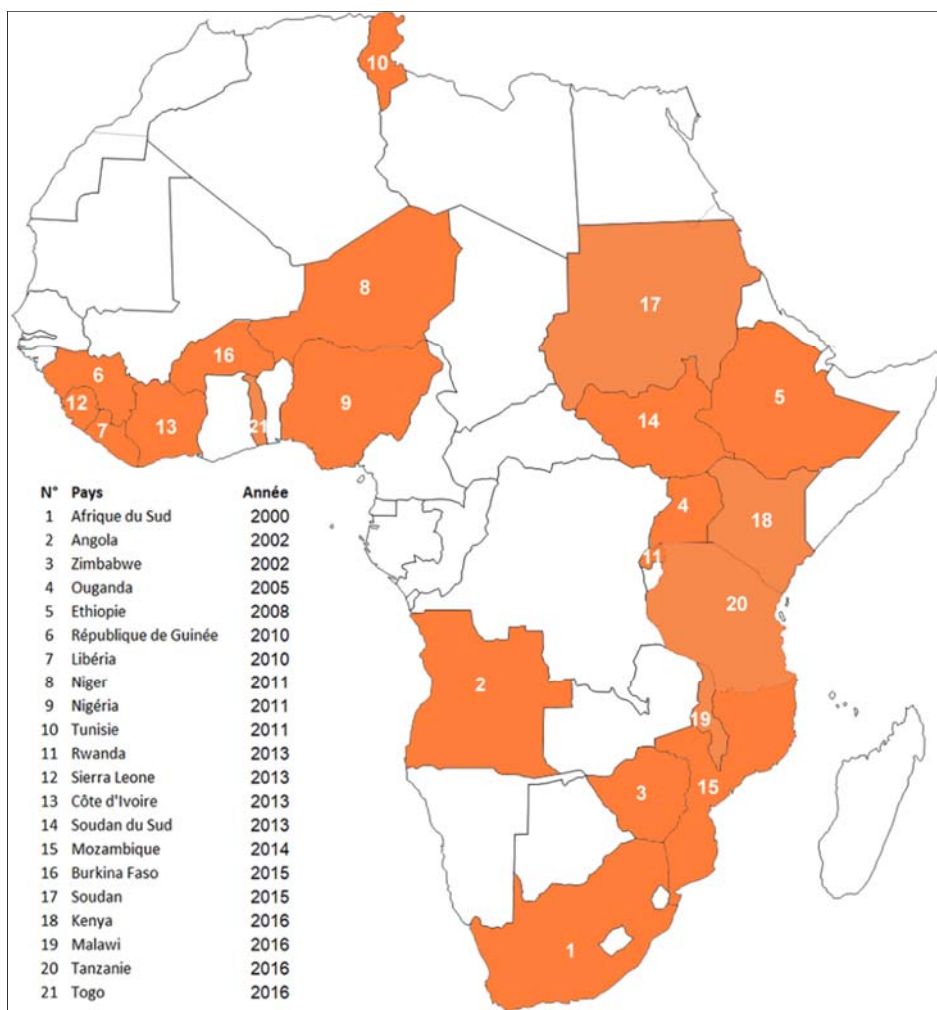 10
8
17
16
6
5
12
9
14
13
21
7
4
18
11
20
2
19
15
3
1
N° Pays Année
1 Afrique du Sud 2000
2 Angola 2002
3 Zimbabwe 2002
4 Ouganda 2005
5 Ethiopie 2008
6 République de Guinée 2010
7 Libéria 2010
8 Niger 2011
9 Nigéria 2011
10 Tunisie 2011
11 Rwanda 2013
12 Sierra Leone 2013
13 Côte d'Ivoire 2013
14 Soudan du Sud 2013
15 Mozambique 2014
16 Burkina Faso 2015
17 Soudan 2015
18 Kenya 2016
19 Malawi 2016
20 Tanzanie 2016
21 Togo 2016